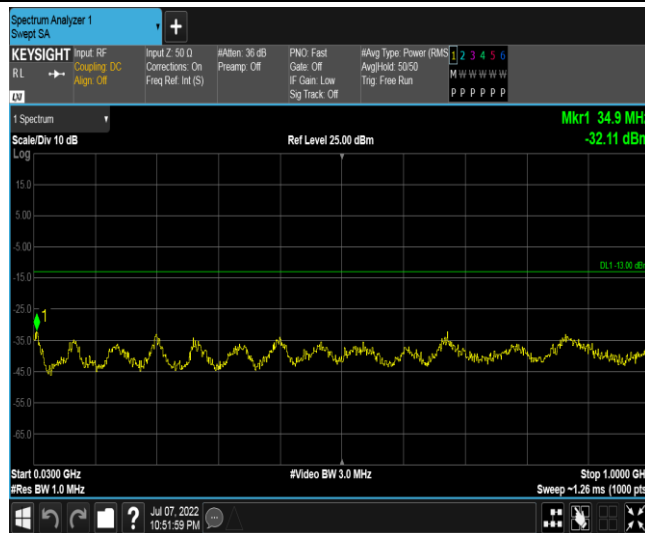 Spectrum Analyzer 1
Swept SA
+
KEYSIGHT
RL
Input: RF
Coupling: DC
Align: Off
Input Z: 50 Ω
Corrections: On
Freq Ref: Int (S)
#Atten: 36 dB
Preamp: Off
PNO: Fast
Gate: Off
IF Gain: Low
Sig Track: Off
#Avg Type: Power (RMS
Avg|Hold: 50/50
Trig: Free Run
1 2 3 4 5 6
M W W W W W
P P P P P P
1 Spectrum
Scale/Div 10 dB
Log
Ref Level 25.00 dBm
Mkr1 34.9 MHz
-32.11 dBm
15.0
5.00
-5.00
-15.0
-25.0
-35.0
-45.0
-55.0
-65.0
DL1 -13.00 dBm
1
Start 0.0300 GHz
#Res BW 1.0 MHz
#Video BW 3.0 MHz
Stop 1.0000 GH
Sweep ~1.26 ms (1000 pts
?
Jul 07, 2022
10:51:59 PM